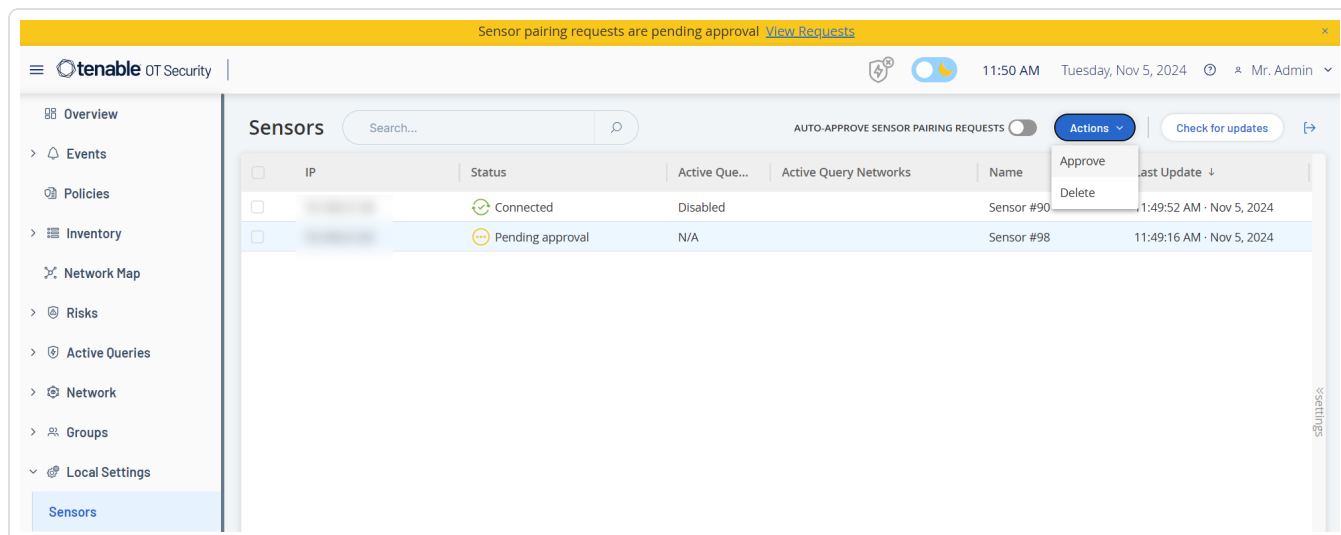 Sensor pairing requests are pending approval View Requests ×
tenable OT Security
11:50 AM Tuesday, Nov 5, 2024 Mr. Admin
Overview
Events
Policies
Inventory
Network Map
Risks
Active Queries
Network
Groups
Local Settings
Sensors
Sensors Search... AUTO-APPROVE SENSOR PAIRING REQUESTS Actions Check for updates
Approve
Delete
IP Status Active Que... Active Query Networks Name Last Update ↓
Connected Disabled Sensor #90 11:49:52 AM · Nov 5, 2024
Pending approval N/A Sensor #98 11:49:16 AM · Nov 5, 2024
«settings